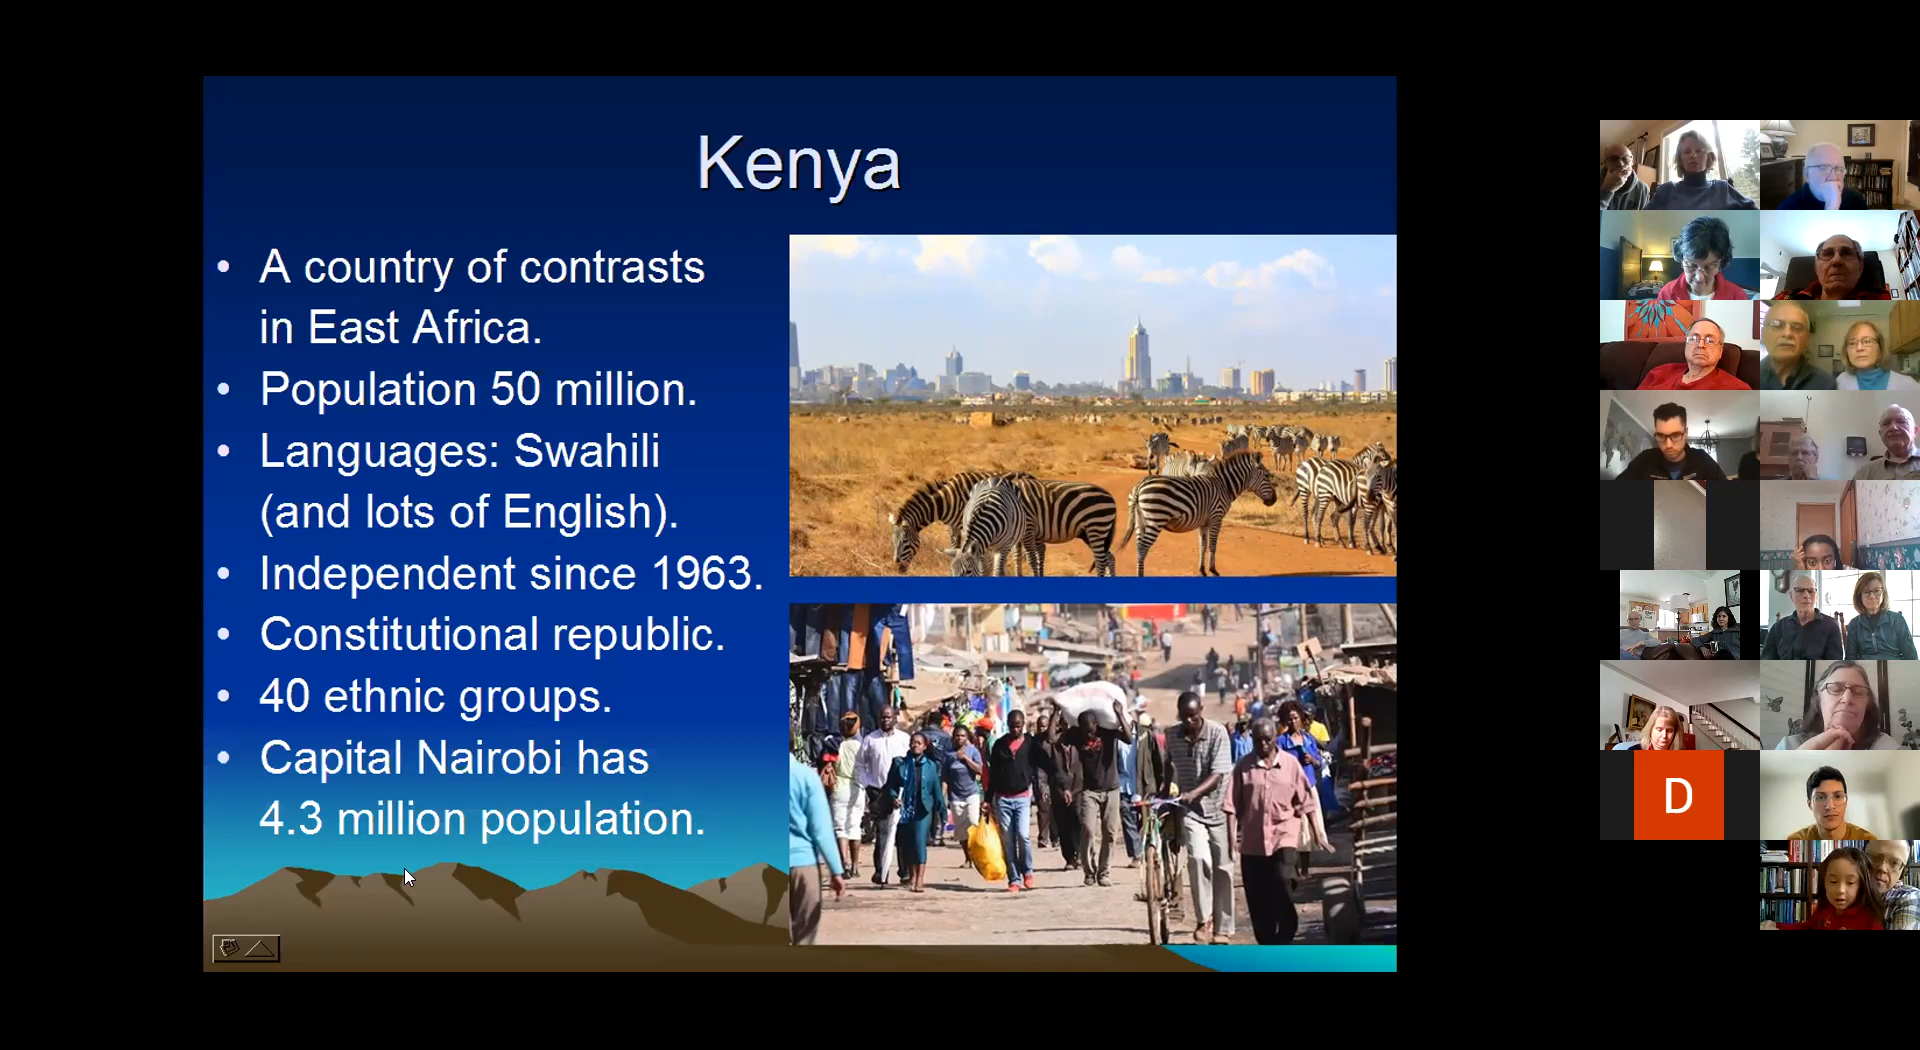 Kenya
• A country of contrasts
in East Africa.
• Population 50 million.
• Languages: Swahili
(and lots of English).
• Independent since 1963.
• Constitutional republic.
• 40 ethnic groups.
• Capital Nairobi has
4.3 million population.
D